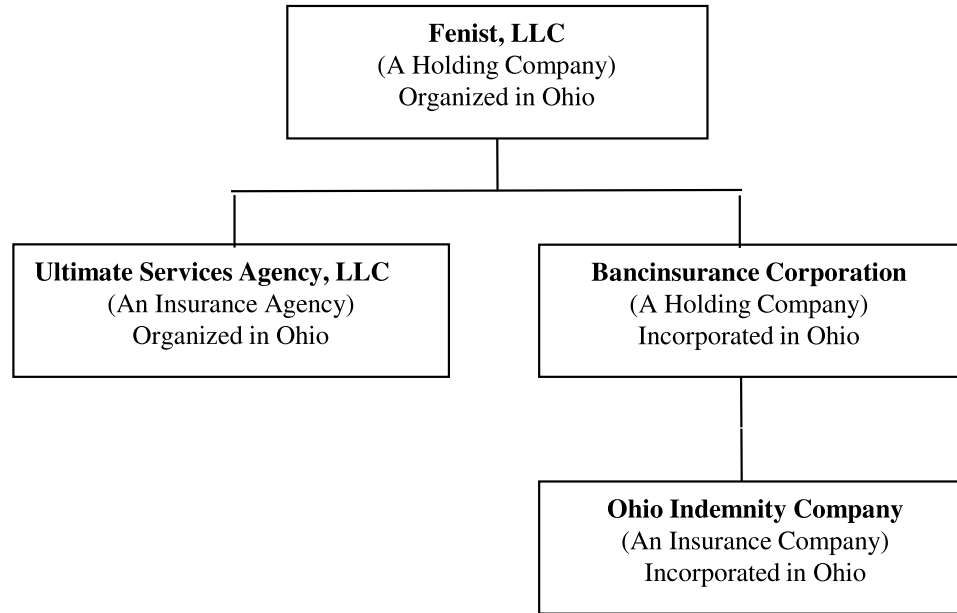 Fenist, LLC
(A Holding Company)
Organized in Ohio
Ultimate Services Agency, LLC
(An Insurance Agency)
Organized in Ohio
Bancinsurance Corporation
(A Holding Company)
Incorporated in Ohio
Ohio Indemnity Company
(An Insurance Company)
Incorporated in Ohio